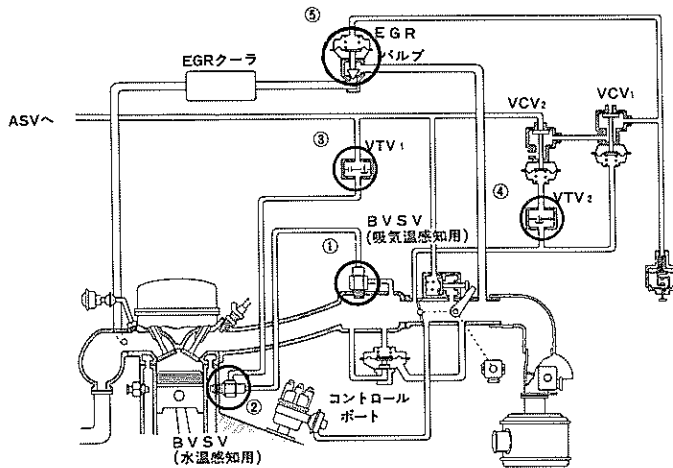 ⑤
EGR
バルブ
EGRクーラ
ASVへ
VCV₂
VCV₁
③
VTV₁
④
VTV₂
BVSV
(吸気温感知用)
①
②
コントロール
ポート
BVSV
(水温感知用)